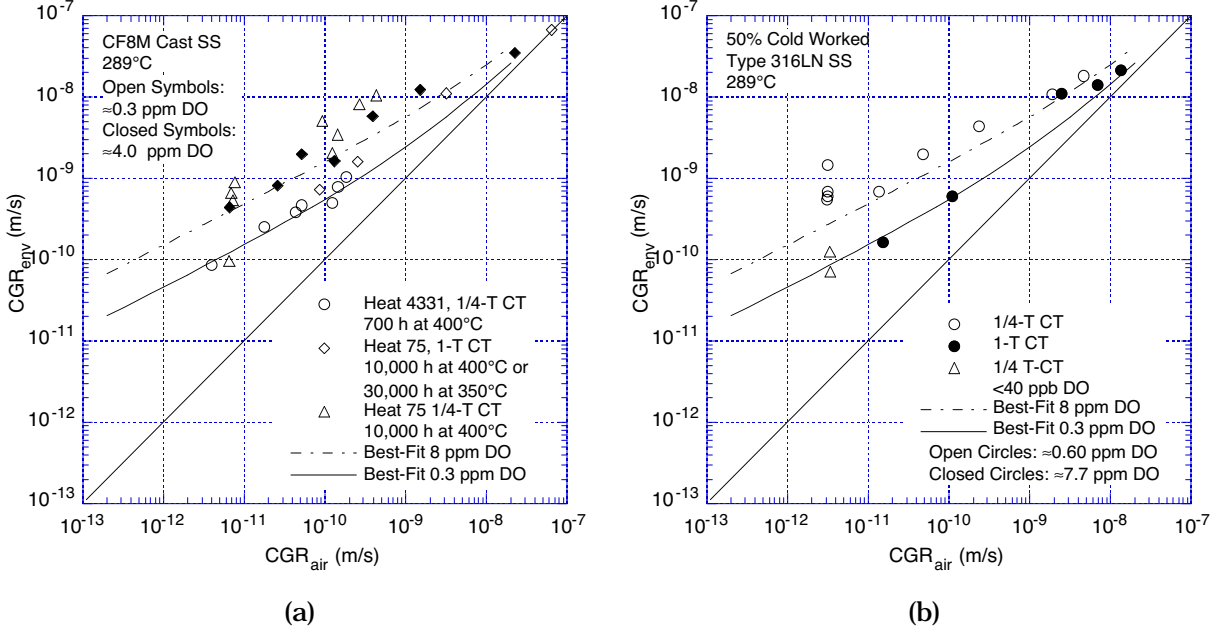 CF8M Cast SS
289°C
Open Symbols:
≈0.3 ppm DO
Closed Symbols:
≈4.0 ppm DO
Heat 4331, 1/4-T CT
700 h at 400°C
Heat 75, 1-T CT
10,000 h at 400°C or
30,000 h at 350°C
Heat 75 1/4-T CT
10,000 h at 400°C
Best-Fit 8 ppm DO
Best-Fit 0.3 ppm DO
CGRenv (m/s)
10-7
10-8
10-9
10-10
10-11
10-12
10-13
10-13 10-12 10-11 10-10 10-9 10-8 10-7
CGRair (m/s)
(a)
50% Cold Worked
Type 316LN SS
289°C
1/4-T CT
1-T CT
1/4 T-CT
<40 ppb DO
Best-Fit 8 ppm DO
Best-Fit 0.3 ppm DO
Open Circles: ≈0.60 ppm DO
Closed Circles: ≈7.7 ppm DO
CGRenv (m/s)
10-7
10-8
10-9
10-10
10-11
10-12
10-13
10-13 10-12 10-11 10-10 10-9 10-8 10-7
CGRair (m/s)
(b)